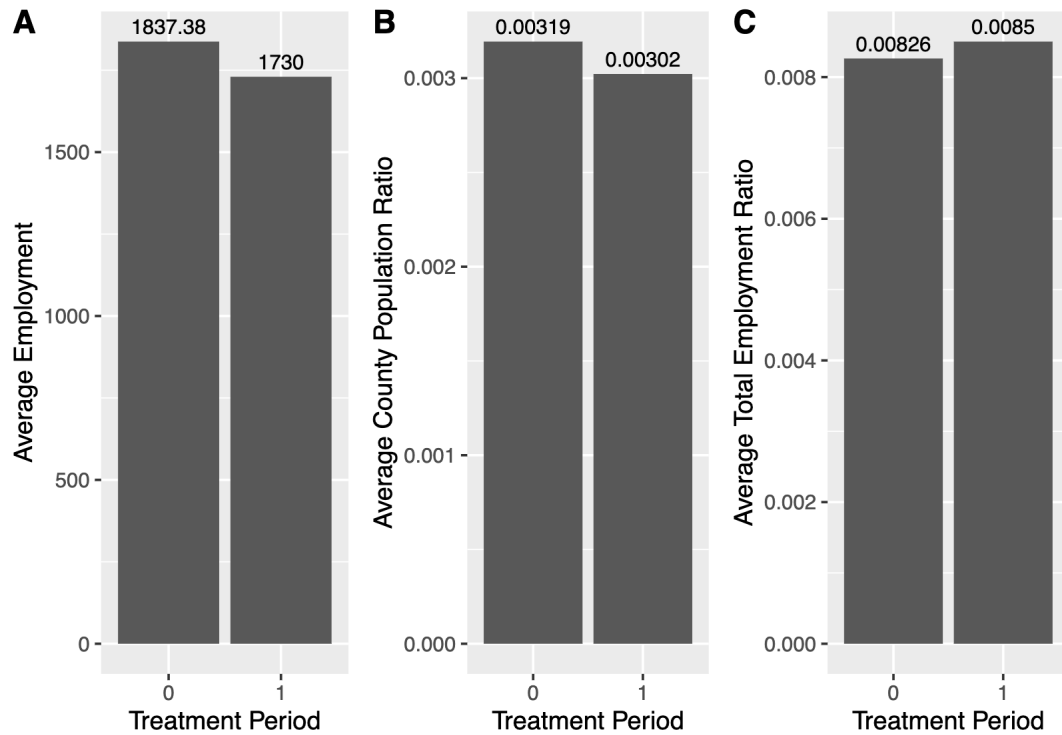 A
1837.38
1730
1500
1000
500
0
Average Employment
0
1
Treatment Period
B
0.00319
0.00302
0.003
0.002
0.001
0.000
Average County Population Ratio
0
1
Treatment Period
C
0.00826
0.0085
0.008
0.006
0.004
0.002
0.000
Average Total Employment Ratio
0
1
Treatment Period